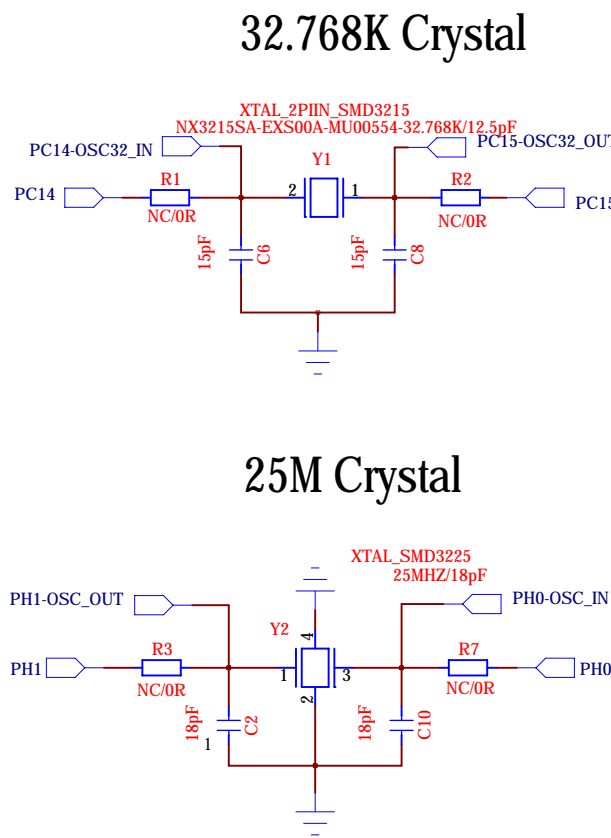 32.768K Crystal
XTAL_2PIIN_SMD3215
NX3215SA-EXS00A-MU00554-32.768K/12.5pF
PC14-OSC32_IN
Y1
PC15-OSC32_OUT
PC14
R1
NC/0R
2
1
R2
NC/0R
PC15
15pF
C6
15pF
C8
25M Crystal
XTAL_SMD3225
25MHZ/18pF
PH1-OSC_OUT
PH0-OSC_IN
Y2
4
PH1
R3
NC/0R
1
3
R7
NC/0R
PH0
2
18pF
1
C2
18pF
C10